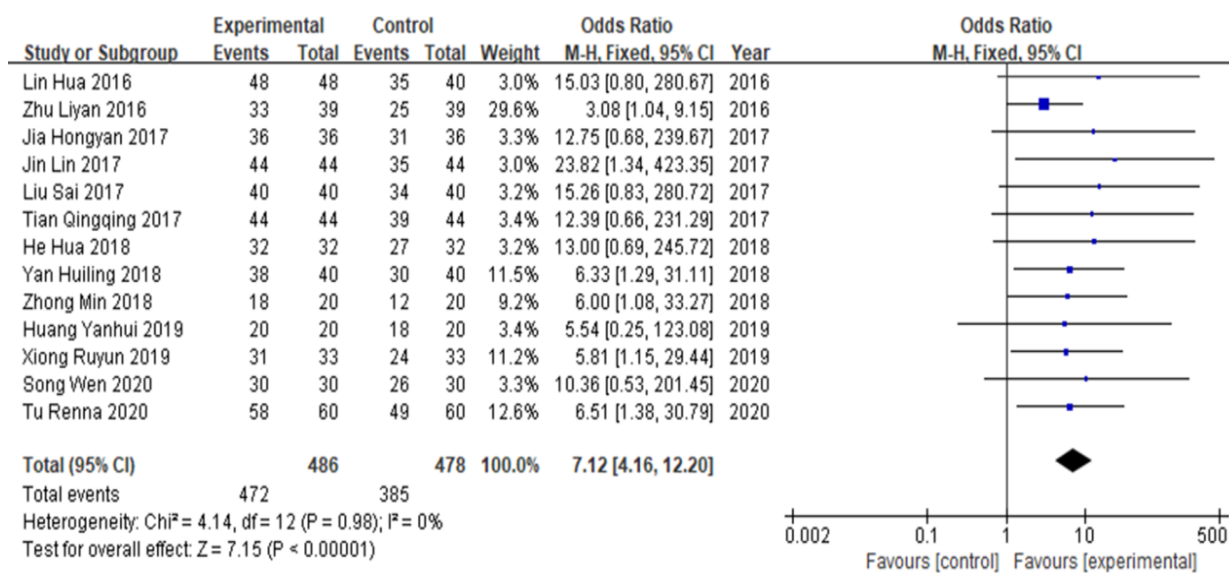 Experimental Control Odds Ratio Odds Ratio
Study or Subgroup Events Total Events Total Weight M-H, Fixed, 95% CI Year M-H, Fixed, 95% CI
Lin Hua 2016 48 48 35 40 3.0% 15.03 [0.80, 280.67] 2016
Zhu Liyan 2016 33 39 25 39 29.6% 3.08 [1.04, 9.15] 2016
Jia Hongyan 2017 36 36 31 36 3.3% 12.75 [0.68, 239.67] 2017
Jin Lin 2017 44 44 35 44 3.0% 23.82 [1.34, 423.35] 2017
Liu Sai 2017 40 40 34 40 3.2% 15.26 [0.83, 280.72] 2017
Tian Qingqing 2017 44 44 39 44 3.4% 12.39 [0.66, 231.29] 2017
He Hua 2018 32 32 27 32 3.2% 13.00 [0.69, 245.72] 2018
Yan Huiling 2018 38 40 30 40 11.5% 6.33 [1.29, 31.11] 2018
Zhong Min 2018 18 20 12 20 9.2% 6.00 [1.08, 33.27] 2018
Huang Yanhui 2019 20 20 18 20 3.4% 5.54 [0.25, 123.08] 2019
Xiong Ruyun 2019 31 33 24 33 11.2% 5.81 [1.15, 29.44] 2019
Song Wen 2020 30 30 26 30 3.3% 10.36 [0.53, 201.45] 2020
Tu Renna 2020 58 60 49 60 12.6% 6.51 [1.38, 30.79] 2020
Total (95% CI) 486 478 100.0% 7.12 [4.16, 12.20]
Total events 472 385
Heterogeneity: Chi² = 4.14, df = 12 (P = 0.98); I² = 0%
Test for overall effect: Z = 7.15 (P < 0.00001)
0.002 0.1 1 10 500
Favours [control] Favours [experimental]